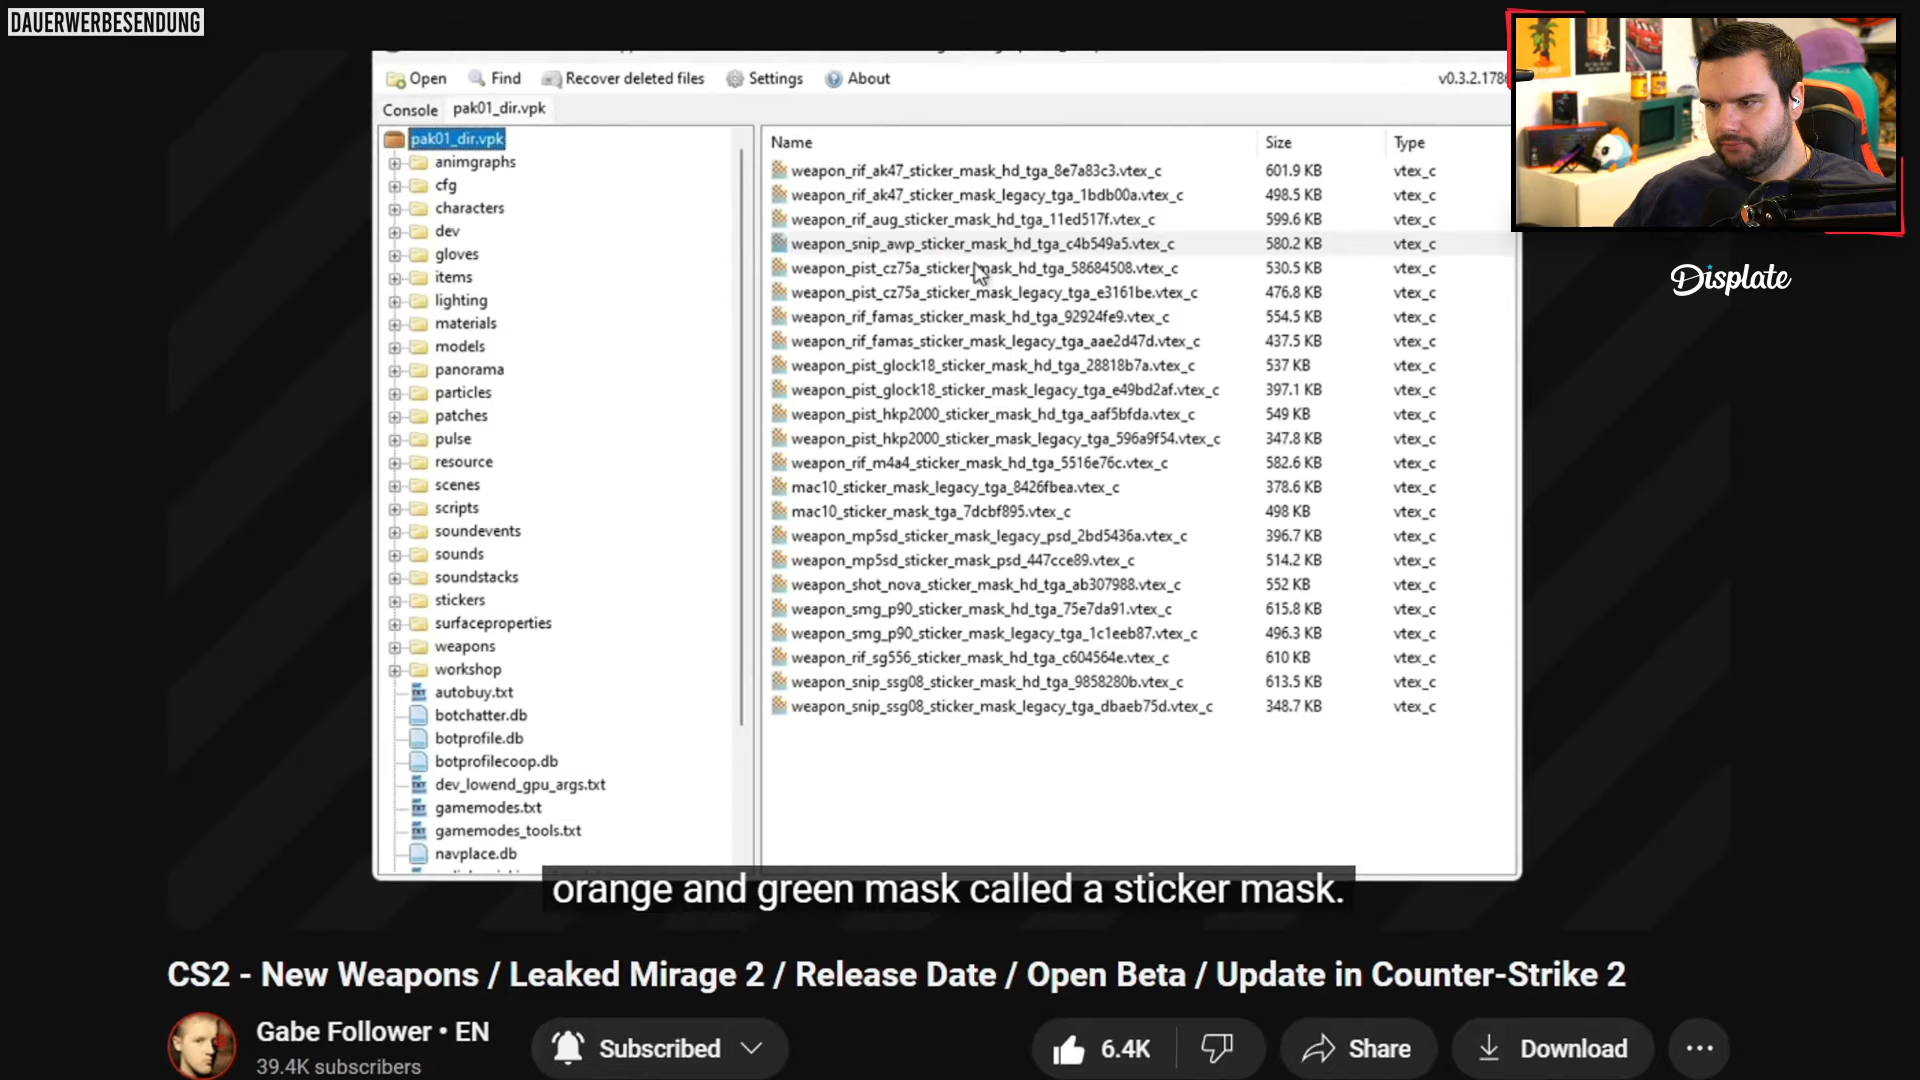 DAUERWERBESENDUNG
Open Find Recover deleted files Settings About v0.3.2.178
Console pak01_dir.vpk
pak01_dir.vpk
animgraphs
cfg
characters
dev
gloves
items
lighting
materials
models
panorama
particles
patches
pulse
resource
scenes
scripts
soundevents
sounds
soundstacks
stickers
surfaceproperties
weapons
workshop
autobuy.txt
botchatter.db
botprofile.db
botprofilecoop.db
dev_lowend_gpu_args.txt
gamemodes.txt
gamemodes_tools.txt
navplace.db
Name Size Type
weapon_rif_ak47_sticker_mask_hd_tga_8e7a83c3.vtex_c 601.9 KB vtex_c
weapon_rif_ak47_sticker_mask_legacy_tga_1bdb00a.vtex_c 498.5 KB vtex_c
weapon_rif_aug_sticker_mask_hd_tga_11ed517f.vtex_c 599.6 KB vtex_c
weapon_snip_awp_sticker_mask_hd_tga_c4b549a5.vtex_c 580.2 KB vtex_c
weapon_pist_cz75a_sticker_mask_hd_tga_58684508.vtex_c 530.5 KB vtex_c
weapon_pist_cz75a_sticker_mask_legacy_tga_e3161be.vtex_c 476.8 KB vtex_c
weapon_rif_famas_sticker_mask_hd_tga_92924fe9.vtex_c 554.5 KB vtex_c
weapon_rif_famas_sticker_mask_legacy_tga_aae2d47d.vtex_c 437.5 KB vtex_c
weapon_pist_glock18_sticker_mask_hd_tga_28818b7a.vtex_c 537 KB vtex_c
weapon_pist_glock18_sticker_mask_legacy_tga_e49bd2af.vtex_c 397.1 KB vtex_c
weapon_pist_hkp2000_sticker_mask_hd_tga_aaf5bfda.vtex_c 549 KB vtex_c
weapon_pist_hkp2000_sticker_mask_legacy_tga_596a9f54.vtex_c 347.8 KB vtex_c
weapon_rif_m4a4_sticker_mask_hd_tga_5516e76c.vtex_c 582.6 KB vtex_c
mac10_sticker_mask_legacy_tga_8426fbea.vtex_c 378.6 KB vtex_c
mac10_sticker_mask_tga_7dcbf895.vtex_c 498 KB vtex_c
weapon_mp5sd_sticker_mask_legacy_psd_2bd5436a.vtex_c 396.7 KB vtex_c
weapon_mp5sd_sticker_mask_psd_447cce89.vtex_c 514.2 KB vtex_c
weapon_shot_nova_sticker_mask_hd_tga_ab307988.vtex_c 552 KB vtex_c
weapon_smg_p90_sticker_mask_hd_tga_75e7da91.vtex_c 615.8 KB vtex_c
weapon_smg_p90_sticker_mask_legacy_tga_1c1eeb87.vtex_c 496.3 KB vtex_c
weapon_rif_sg556_sticker_mask_hd_tga_c604564e.vtex_c 610 KB vtex_c
weapon_snip_ssg08_sticker_mask_hd_tga_9858280b.vtex_c 613.5 KB vtex_c
weapon_snip_ssg08_sticker_mask_legacy_tga_dbaeb75d.vtex_c 348.7 KB vtex_c
Displate
orange and green mask called a sticker mask.
CS2 - New Weapons / Leaked Mirage 2 / Release Date / Open Beta / Update in Counter-Strike 2
Gabe Follower • EN
39.4K subscribers
Subscribed
6.4K
Share
Download